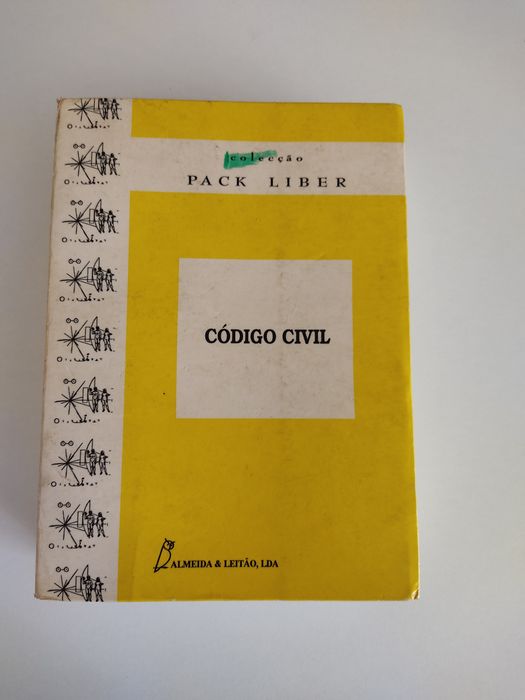 colecção
PACK LIBER
CÓDIGO CIVIL
ALMEIDA & LEITÃO, LDA